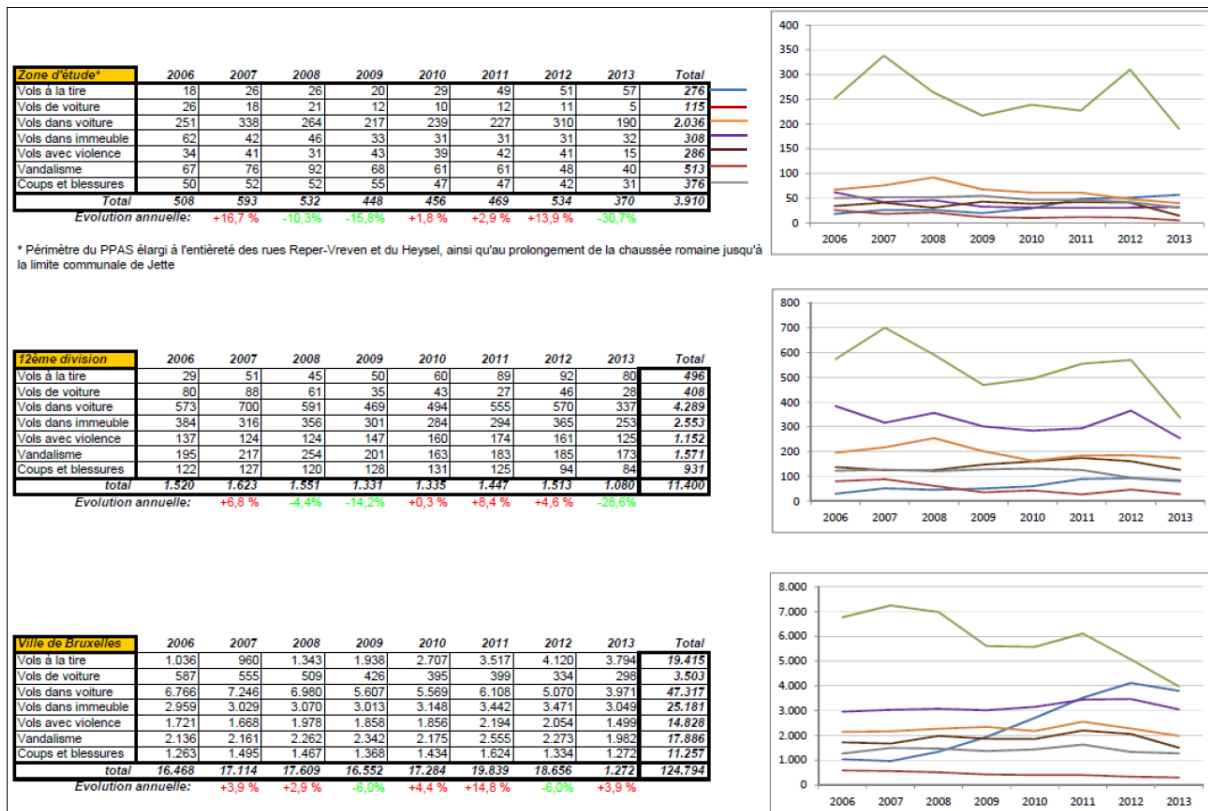 Zone d'étude* 2006 2007 2008 2009 2010 2011 2012 2013 Total
Vols à la tire 18 26 26 20 29 49 51 57 276
Vols de voiture 26 18 21 12 10 12 11 5 115
Vols dans voiture 251 338 264 217 239 227 310 190 2.036
Vols dans immeuble 62 42 46 33 31 31 31 32 308
Vols avec violence 34 41 31 43 39 42 41 15 286
Vandalisme 67 76 92 68 61 61 48 40 513
Coups et blessures 50 52 52 55 47 47 42 31 376
Total 508 593 532 448 456 469 534 370 3.910
Evolution annuelle: +16,7 % -10,3% -15,8% +1,8 % +2,9 % +13,9 % -30,7%
* Périmètre du PPAS élargi à l'entièreté des rues Reper-Vreven et du Heysel, ainsi qu'au prolongement de la chaussée romaine jusqu'à
la limite communale de Jette
400
350
300
250
200
150
100
50
0
2006 2007 2008 2009 2010 2011 2012 2013
12ème division 2006 2007 2008 2009 2010 2011 2012 2013 Total
Vols à la tire 29 51 45 50 60 89 92 80 496
Vols de voiture 80 88 61 35 43 27 46 28 408
Vols dans voiture 573 700 591 469 494 555 570 337 4.289
Vols dans immeuble 384 316 356 301 284 294 365 253 2.553
Vols avec violence 137 124 124 147 160 174 161 125 1.152
Vandalisme 195 217 254 201 163 183 185 173 1.571
Coups et blessures 122 127 120 128 131 125 94 84 931
total 1.520 1.623 1.551 1.331 1.335 1.447 1.513 1.080 11.400
Evolution annuelle: +6,8 % -4,4% -14,2% +0,3 % +8,4 % +4,6 % -28,6%
800
700
600
500
400
300
200
100
0
2006 2007 2008 2009 2010 2011 2012 2013
Ville de Bruxelles 2006 2007 2008 2009 2010 2011 2012 2013 Total
Vols à la tire 1.036 960 1.343 1.938 2.707 3.517 4.120 3.794 19.415
Vols de voiture 587 555 509 426 395 399 334 298 3.503
Vols dans voiture 6.766 7.246 6.980 5.607 5.569 6.108 5.070 3.971 47.317
Vols dans immeuble 2.959 3.029 3.070 3.013 3.148 3.442 3.471 3.049 25.181
Vols avec violence 1.721 1.668 1.978 1.858 1.856 2.194 2.054 1.499 14.828
Vandalisme 2.136 2.161 2.262 2.342 2.175 2.555 2.273 1.982 17.886
Coups et blessures 1.263 1.495 1.467 1.368 1.434 1.624 1.334 1.272 11.257
total 16.468 17.114 17.609 16.552 17.284 19.839 18.656 1.272 124.794
Evolution annuelle: +3,9 % +2,9 % -6,0% +4,4 % +14,8 % -6,0% +3,9 %
8.000
7.000
6.000
5.000
4.000
3.000
2.000
1.000
0
2006 2007 2008 2009 2010 2011 2012 2013